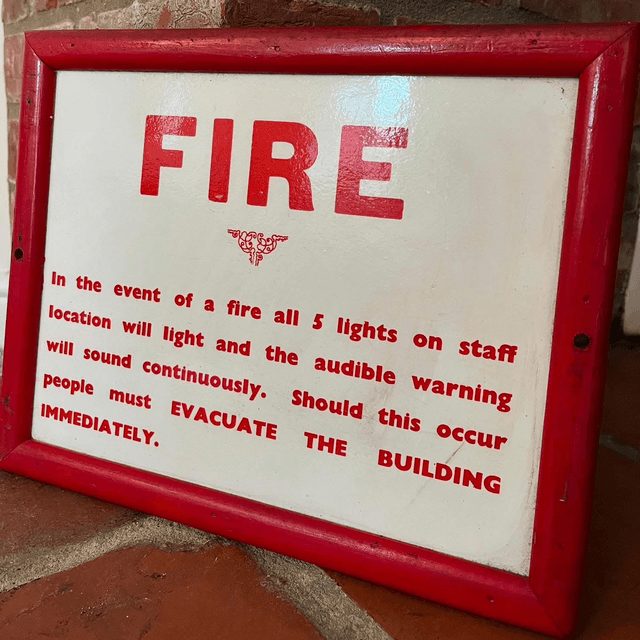 FIRE
In the event of a fire all 5 lights on staff
location will light and the audible warning
will sound continuously. Should this occur
people must EVACUATE THE BUILDING
IMMEDIATELY.